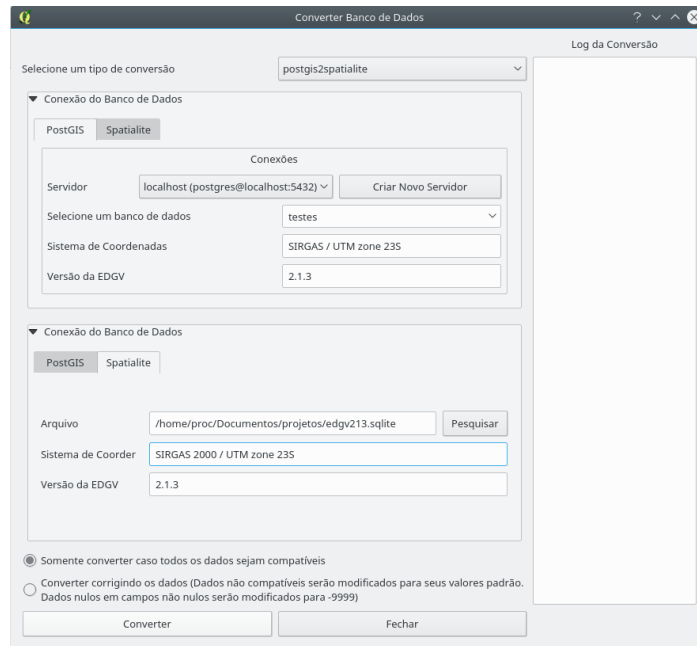 Converter Banco de Dados
Log da Conversão
Selecione um tipo de conversão
postgis2spatialite
Conexão do Banco de Dados
PostGIS
Spatialite
Conexões
Servidor
localhost (postgres@localhost:5432)
Criar Novo Servidor
Selecione um banco de dados
testes
Sistema de Coordenadas
SIRGAS / UTM zone 23S
Versão da EDGV
2.1.3
Conexão do Banco de Dados
PostGIS
Spatialite
Arquivo
/home/proc/Documentos/projetos/edgv213.sqlite
Pesquisar
Sistema de Coorder
SIRGAS 2000 / UTM zone 23S
Versão da EDGV
2.1.3
Somente converter caso todos os dados sejam compatíveis
Converter corrigindo os dados (Dados não compatíveis serão modificados para seus valores padrão.
Dados nulos em campos não nulos serão modificados para -9999)
Converter
Fechar